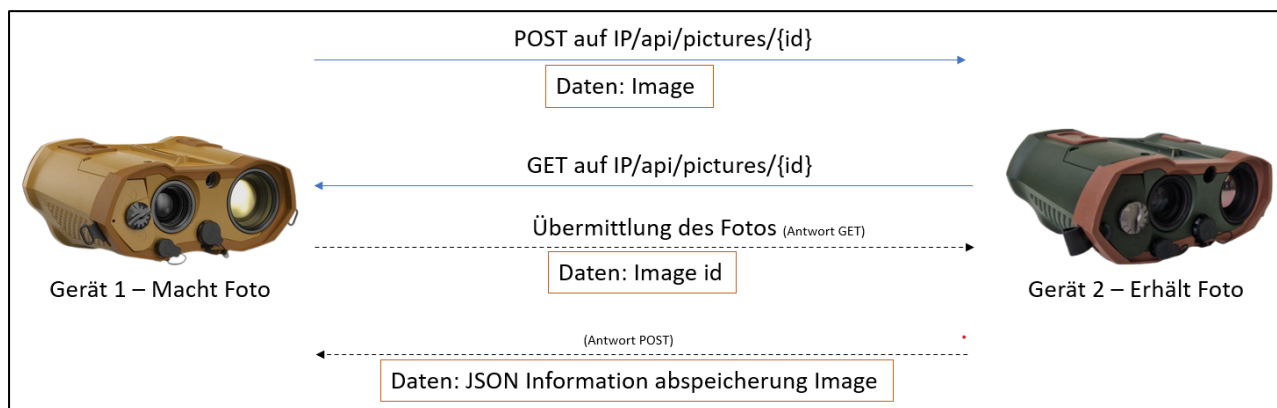 POST auf IP/api/pictures/{id}
Daten: Image
GET auf IP/api/pictures/{id}
Übermittlung des Fotos (Antwort GET)
Daten: Image id
Gerät 1 – Macht Foto
Gerät 2 – Erhält Foto
(Antwort POST)
Daten: JSON Information abspeicherung Image